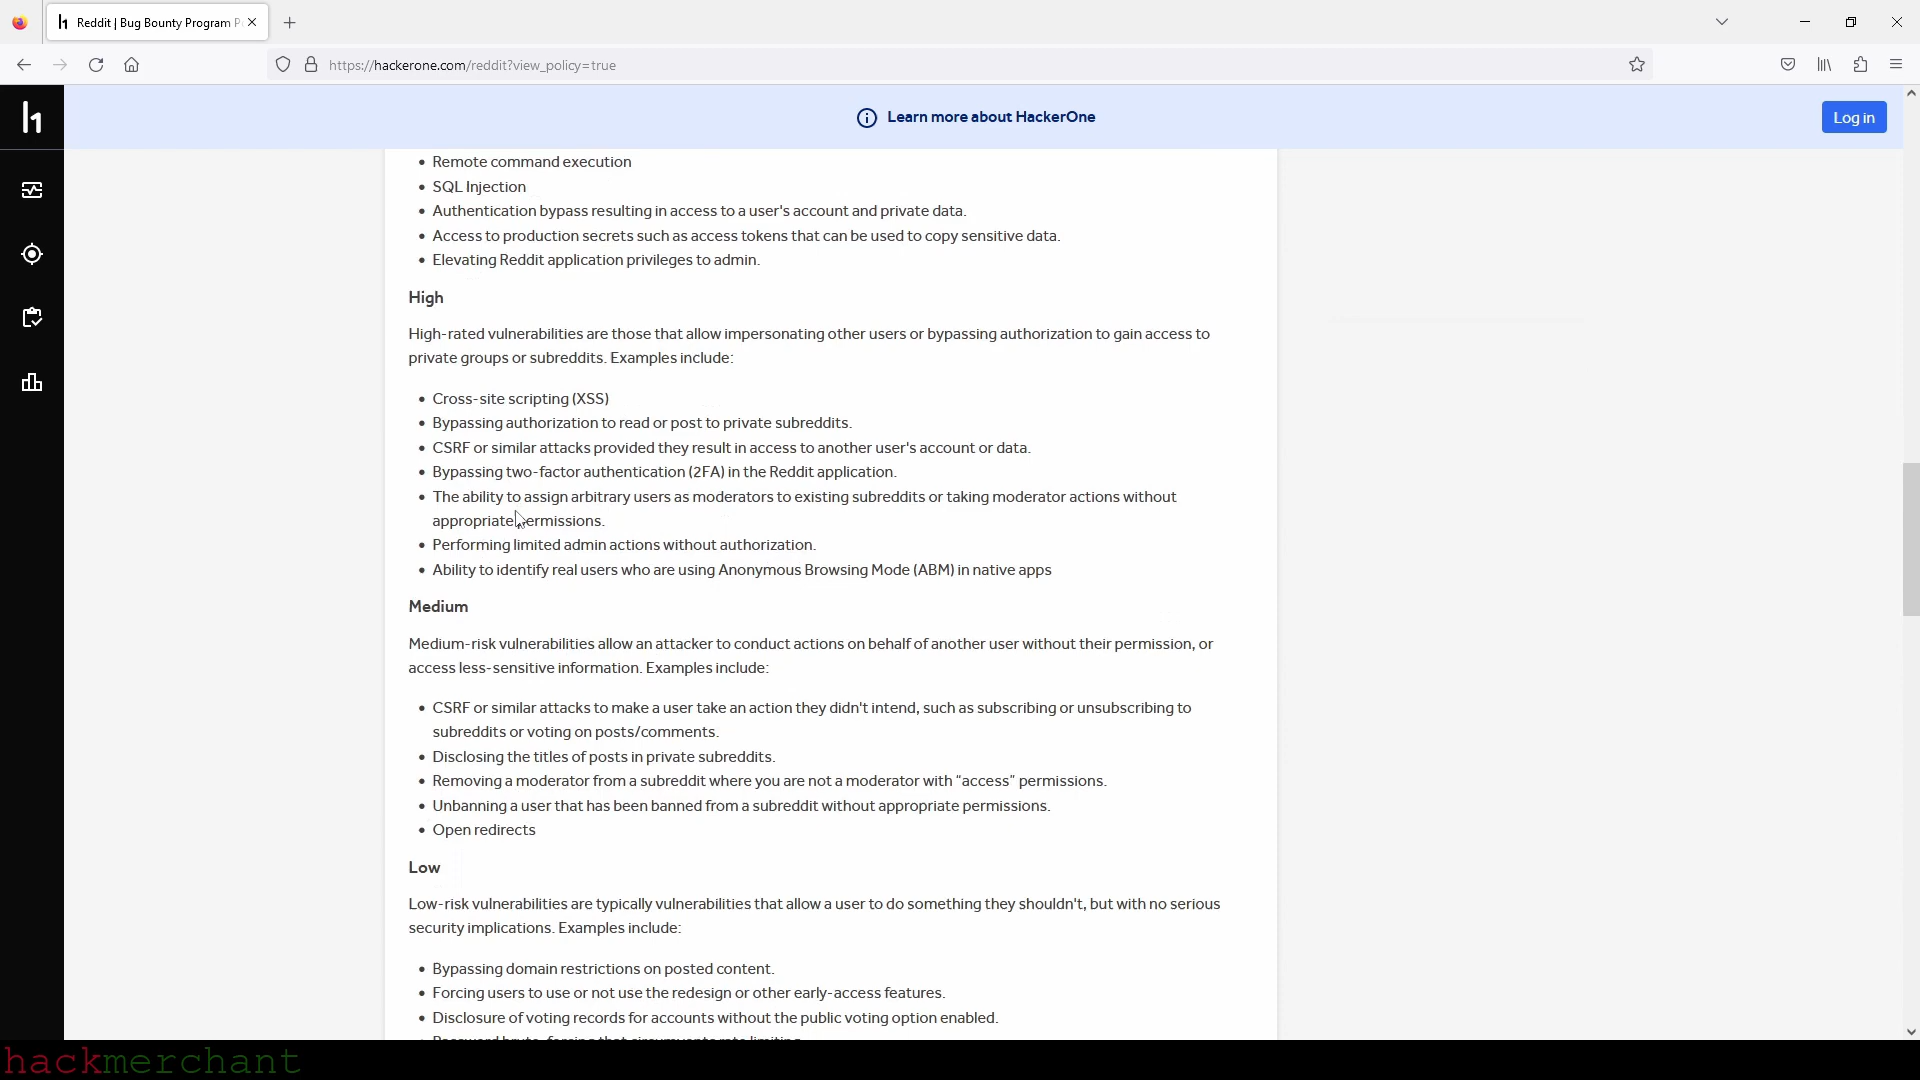 Reddit | Bug Bounty Program P
https://hackerone.com/reddit?view_policy=true
Learn more about HackerOne
Log in
Remote command execution
SQL Injection
Authentication bypass resulting in access to a user's account and private data.
Access to production secrets such as access tokens that can be used to copy sensitive data.
Elevating Reddit application privileges to admin.
High
High-rated vulnerabilities are those that allow impersonating other users or bypassing authorization to gain access to
private groups or subreddits. Examples include:
Cross-site scripting (XSS)
Bypassing authorization to read or post to private subreddits.
CSRF or similar attacks provided they result in access to another user's account or data.
Bypassing two-factor authentication (2FA) in the Reddit application.
The ability to assign arbitrary users as moderators to existing subreddits or taking moderator actions without
appropriate permissions.
Performing limited admin actions without authorization.
Ability to identify real users who are using Anonymous Browsing Mode (ABM) in native apps
Medium
Medium-risk vulnerabilities allow an attacker to conduct actions on behalf of another user without their permission, or
access less-sensitive information. Examples include:
CSRF or similar attacks to make a user take an action they didn't intend, such as subscribing or unsubscribing to
subreddits or voting on posts/comments.
Disclosing the titles of posts in private subreddits.
Removing a moderator from a subreddit where you are not a moderator with “access” permissions.
Unbanning a user that has been banned from a subreddit without appropriate permissions.
Open redirects
Low
Low-risk vulnerabilities are typically vulnerabilities that allow a user to do something they shouldn't, but with no serious
security implications. Examples include:
Bypassing domain restrictions on posted content.
Forcing users to use or not use the redesign or other early-access features.
Disclosure of voting records for accounts without the public voting option enabled.
Password brute-forcing that circumvents rate limiting.
hackmerchant